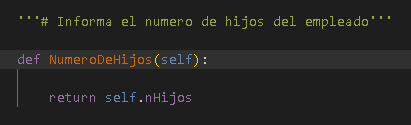 '''# Informa el numero de hijos del empleado'''
def NumeroDeHijos(self):
return self.nHijos